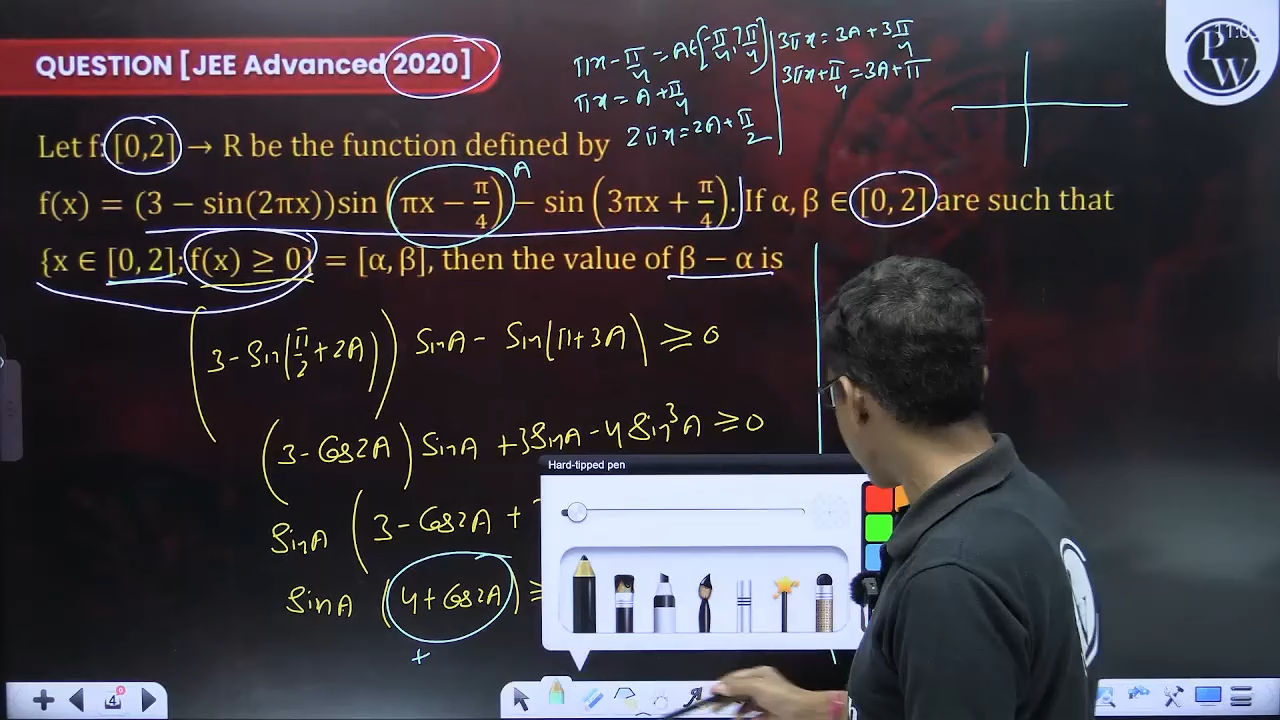 QUESTION [JEE Advanced 2020]
Let f: [0,2] → R be the function defined by
f(x) = (3 − sin(2πx))sin (πx − π/4) − sin (3πx + π/4). If α, β ∈ [0, 2] are such that
{x ∈ [0, 2]; f(x) ≥ 0} = [α, β], then the value of β − α is
A
πx − π/4 = A ∈ [−π/4, 7π/4]
πx = A + π/4
2πx = 2A + π/2
3πx = 3A + 3π/4
3πx + π/4 = 3A + π
(3 - Sin(π/2 + 2A)) SinA - Sin(π + 3A) ≥ 0
(3 - Cos2A) SinA + 3SinA - 4Sin³A ≥ 0
SinA (3 - Cos2A +
SinA (4 + Cos2A) ≥
+
Hard-tipped pen
PW
4